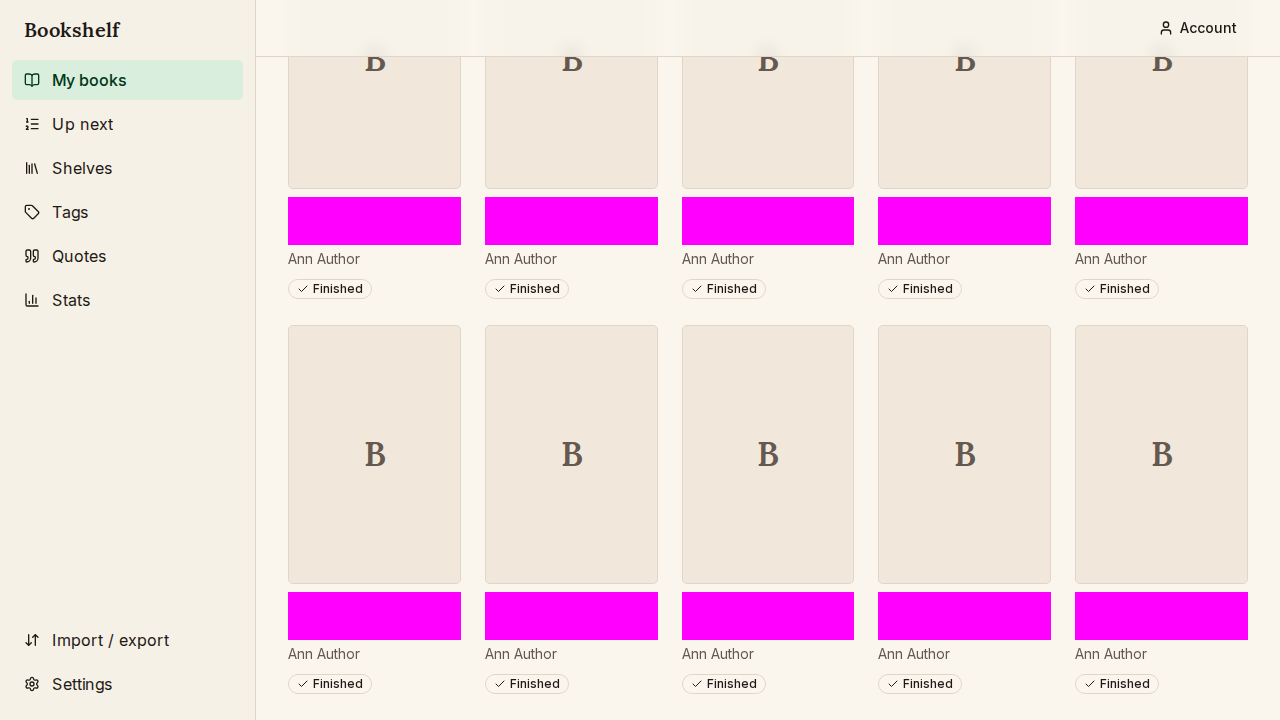 Bookshelf
Account
My books
Up next
Shelves
Tags
Quotes
Stats
Import / export
Settings
B B B B B
Ann Author Ann Author Ann Author Ann Author Ann Author
Finished Finished Finished Finished Finished
B B B B B
Ann Author Ann Author Ann Author Ann Author Ann Author
Finished Finished Finished Finished Finished